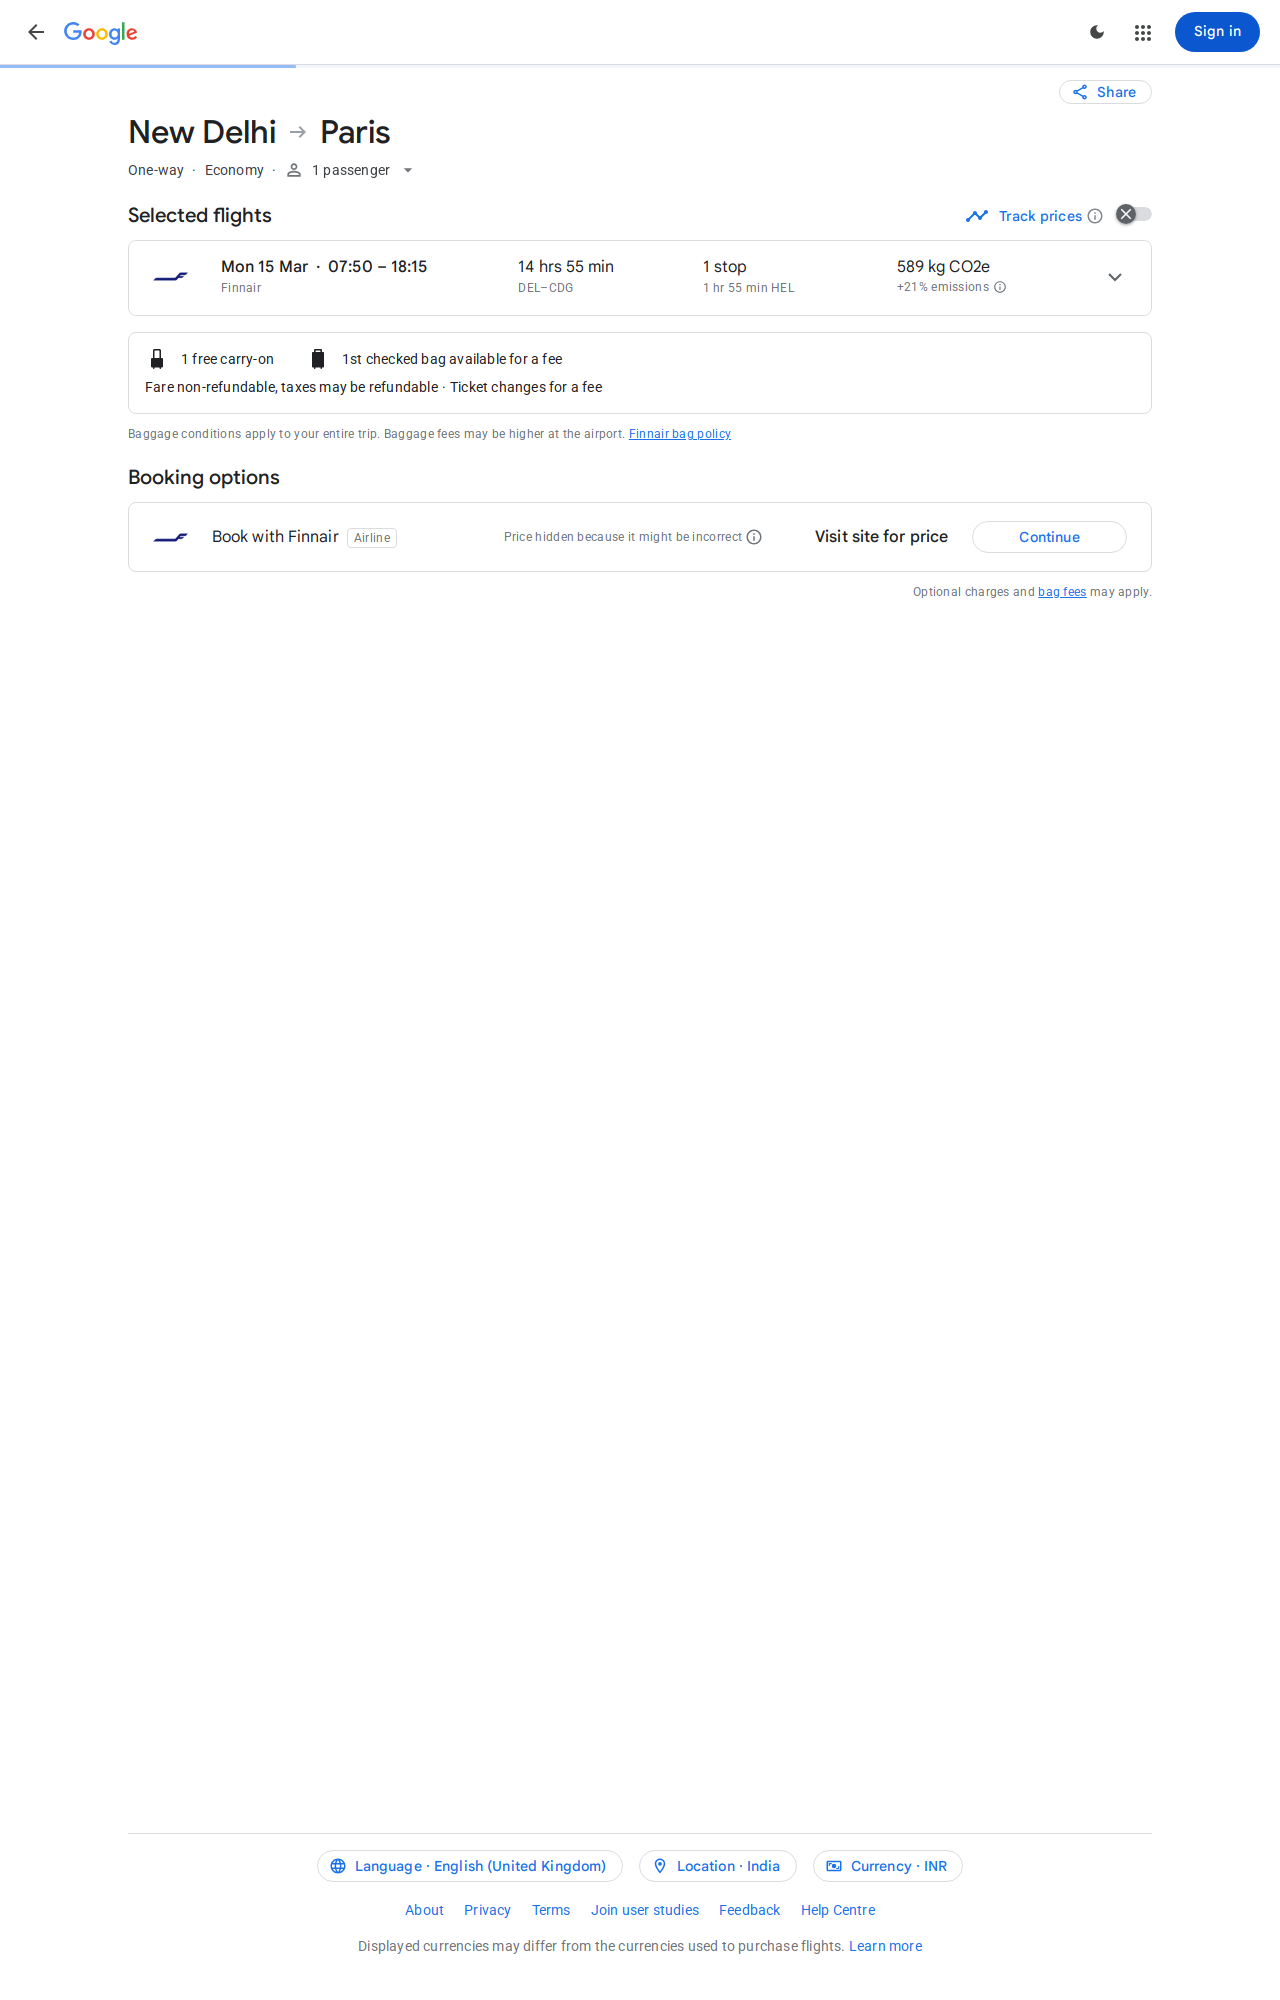 Google
Sign in
Share
New Delhi Paris
One-way · Economy · 1 passenger
Selected flights
Track prices
Mon 15 Mar · 07:50 – 18:15
Finnair
14 hrs 55 min
DEL–CDG
1 stop
1 hr 55 min HEL
589 kg CO2e
+21% emissions
1 free carry-on
1st checked bag available for a fee
Fare non-refundable, taxes may be refundable · Ticket changes for a fee
Baggage conditions apply to your entire trip. Baggage fees may be higher at the airport. Finnair bag policy
Booking options
Book with Finnair Airline
Price hidden because it might be incorrect
Visit site for price
Continue
Optional charges and bag fees may apply.
Language · English (United Kingdom)
Location · India
Currency · INR
About Privacy Terms Join user studies Feedback Help Centre
Displayed currencies may differ from the currencies used to purchase flights. Learn more